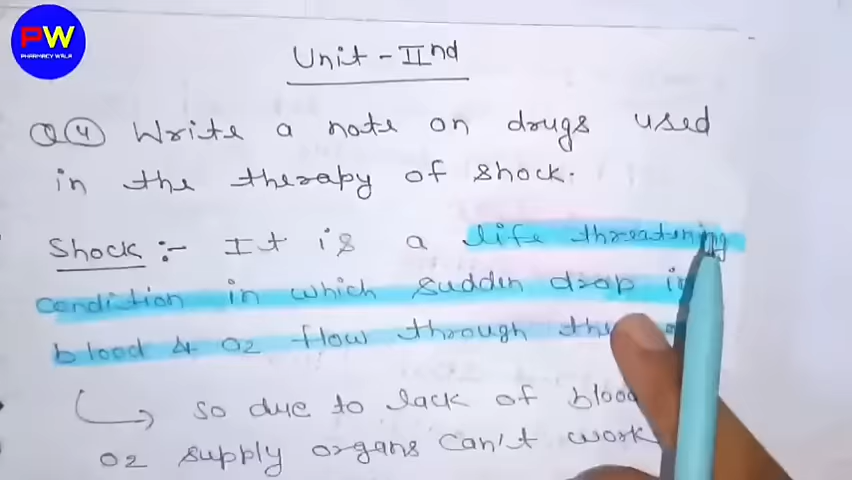 PW
PHARMACY WALA
Unit - IInd
Q4 Write a note on drugs used
in the therapy of shock.
Shock :- It is a life threatening
condition in which sudden drop in
blood & O2 flow through the
so due to lack of blood
O2 supply organs can't work